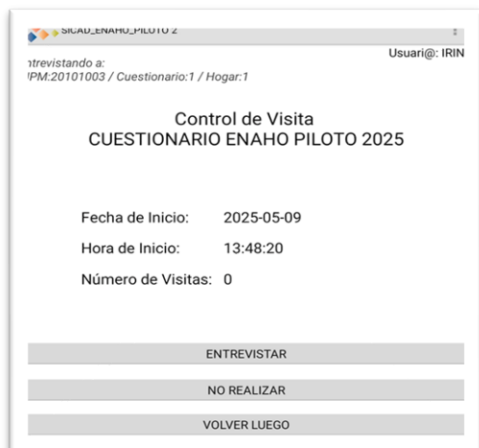 SICAD_ENAHO_PILOTO 2
Usuari@: IRIN
ntrevistando a:
IPM:20101003 / Cuestionario:1 / Hogar:1
Control de Visita
CUESTIONARIO ENAHO PILOTO 2025
Fecha de Inicio: 2025-05-09
Hora de Inicio: 13:48:20
Número de Visitas: 0
ENTREVISTAR
NO REALIZAR
VOLVER LUEGO